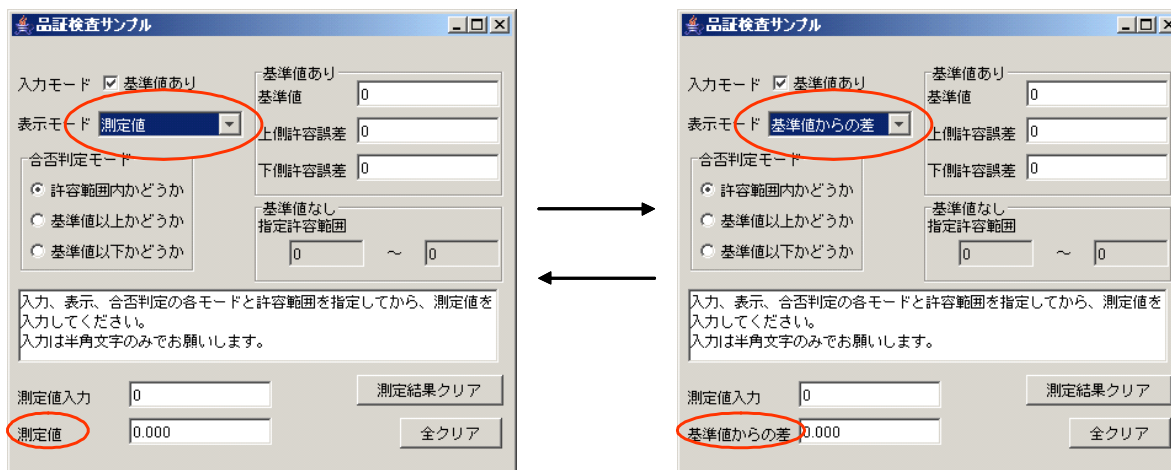 品証検査サンプル
入力モード 基準値あり
表示モード 測定値
合否判定モード
許容範囲内かどうか
基準値以上かどうか
基準値以下かどうか
基準値あり
基準値 0
上側許容誤差 0
下側許容誤差 0
基準値なし
指定許容範囲
0 ～ 0
入力、表示、合否判定の各モードと許容範囲を指定してから、測定値を
入力してください。
入力は半角文字のみでお願いします。
測定値入力 0
測定結果クリア
測定値 0.000
全クリア
品証検査サンプル
入力モード 基準値あり
表示モード 基準値からの差
合否判定モード
許容範囲内かどうか
基準値以上かどうか
基準値以下かどうか
基準値あり
基準値 0
上側許容誤差 0
下側許容誤差 0
基準値なし
指定許容範囲
0 ～ 0
入力、表示、合否判定の各モードと許容範囲を指定してから、測定値を
入力してください。
入力は半角文字のみでお願いします。
測定値入力 0
測定結果クリア
基準値からの差 0.000
全クリア